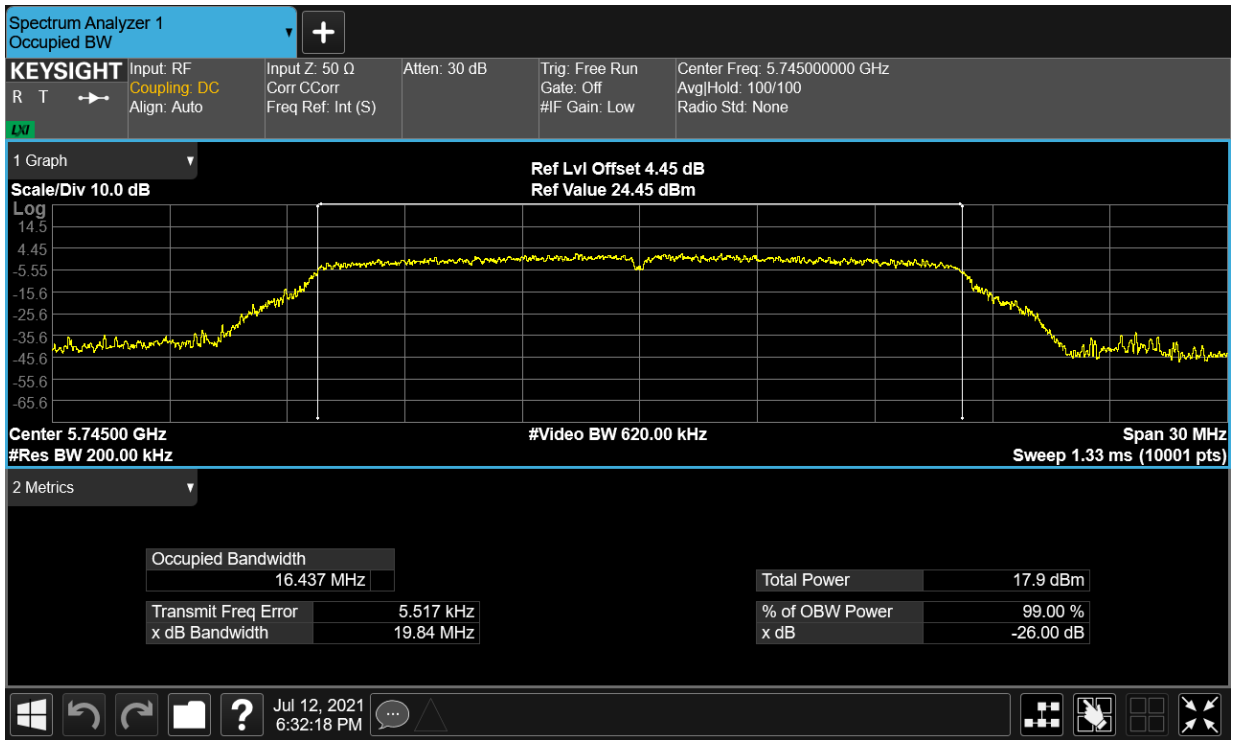 Spectrum Analyzer 1
Occupied BW
KEYSIGHT
R T
LXI
Input: RF
Coupling: DC
Align: Auto
Input Z: 50 Ω
Corr CCorr
Freq Ref: Int (S)
Atten: 30 dB
Trig: Free Run
Gate: Off
#IF Gain: Low
Center Freq: 5.745000000 GHz
Avg|Hold: 100/100
Radio Std: None
1 Graph
Scale/Div 10.0 dB
Ref Lvl Offset 4.45 dB
Ref Value 24.45 dBm
Log
14.5
4.45
-5.55
-15.6
-25.6
-35.6
-45.6
-55.6
-65.6
Center 5.74500 GHz
#Res BW 200.00 kHz
#Video BW 620.00 kHz
Span 30 MHz
Sweep 1.33 ms (10001 pts)
2 Metrics
Occupied Bandwidth
16.437 MHz
Transmit Freq Error 5.517 kHz
x dB Bandwidth 19.84 MHz
Total Power 17.9 dBm
% of OBW Power 99.00 %
x dB -26.00 dB
?
Jul 12, 2021
6:32:18 PM